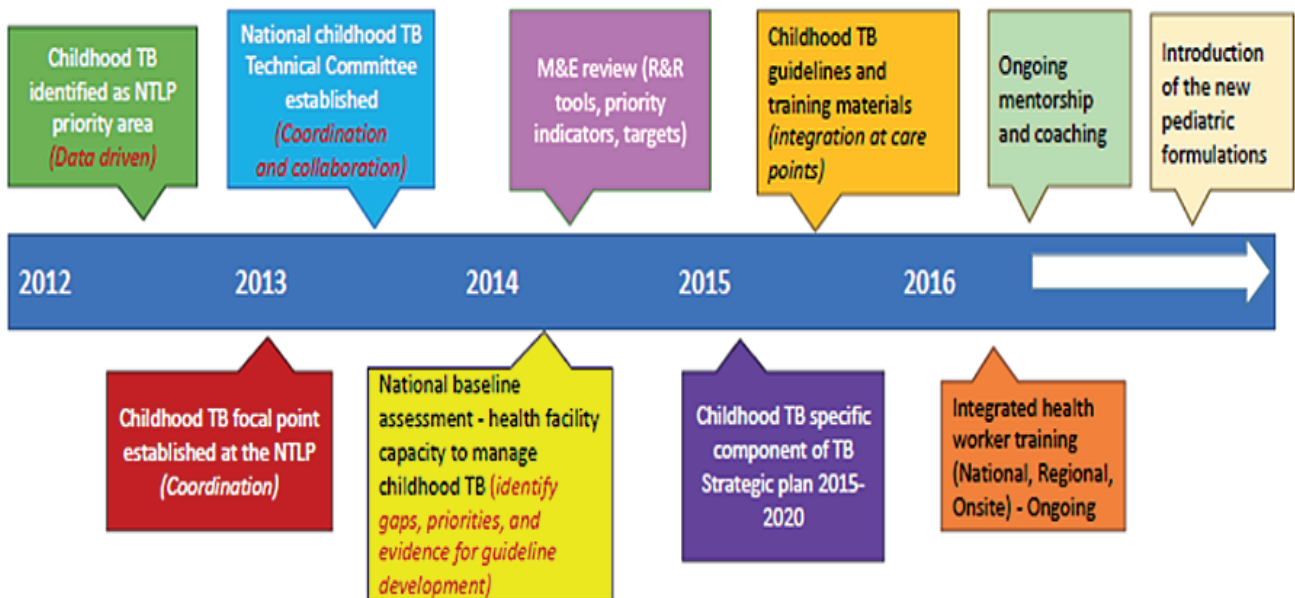 Childhood TB
identified as NTLP
priority area
(Data driven)
National childhood TB
Technical Committee
established
(Coordination
and collaboration)
M&E review (R&R
tools, priority
indicators, targets)
Childhood TB
guidelines and
training materials
(integration at care
points)
Ongoing
mentorship
and coaching
Introduction
of the new
pediatric
formulations
2012
2013
2014
2015
2016
Childhood TB focal point
established at the NTLP
(Coordination)
National baseline
assessment - health facility
capacity to manage
childhood TB (identify
gaps, priorities, and
evidence for guideline
development)
Childhood TB specific
component of TB
Strategic plan 2015-
2020
Integrated health
worker training
(National, Regional,
Onsite) - Ongoing